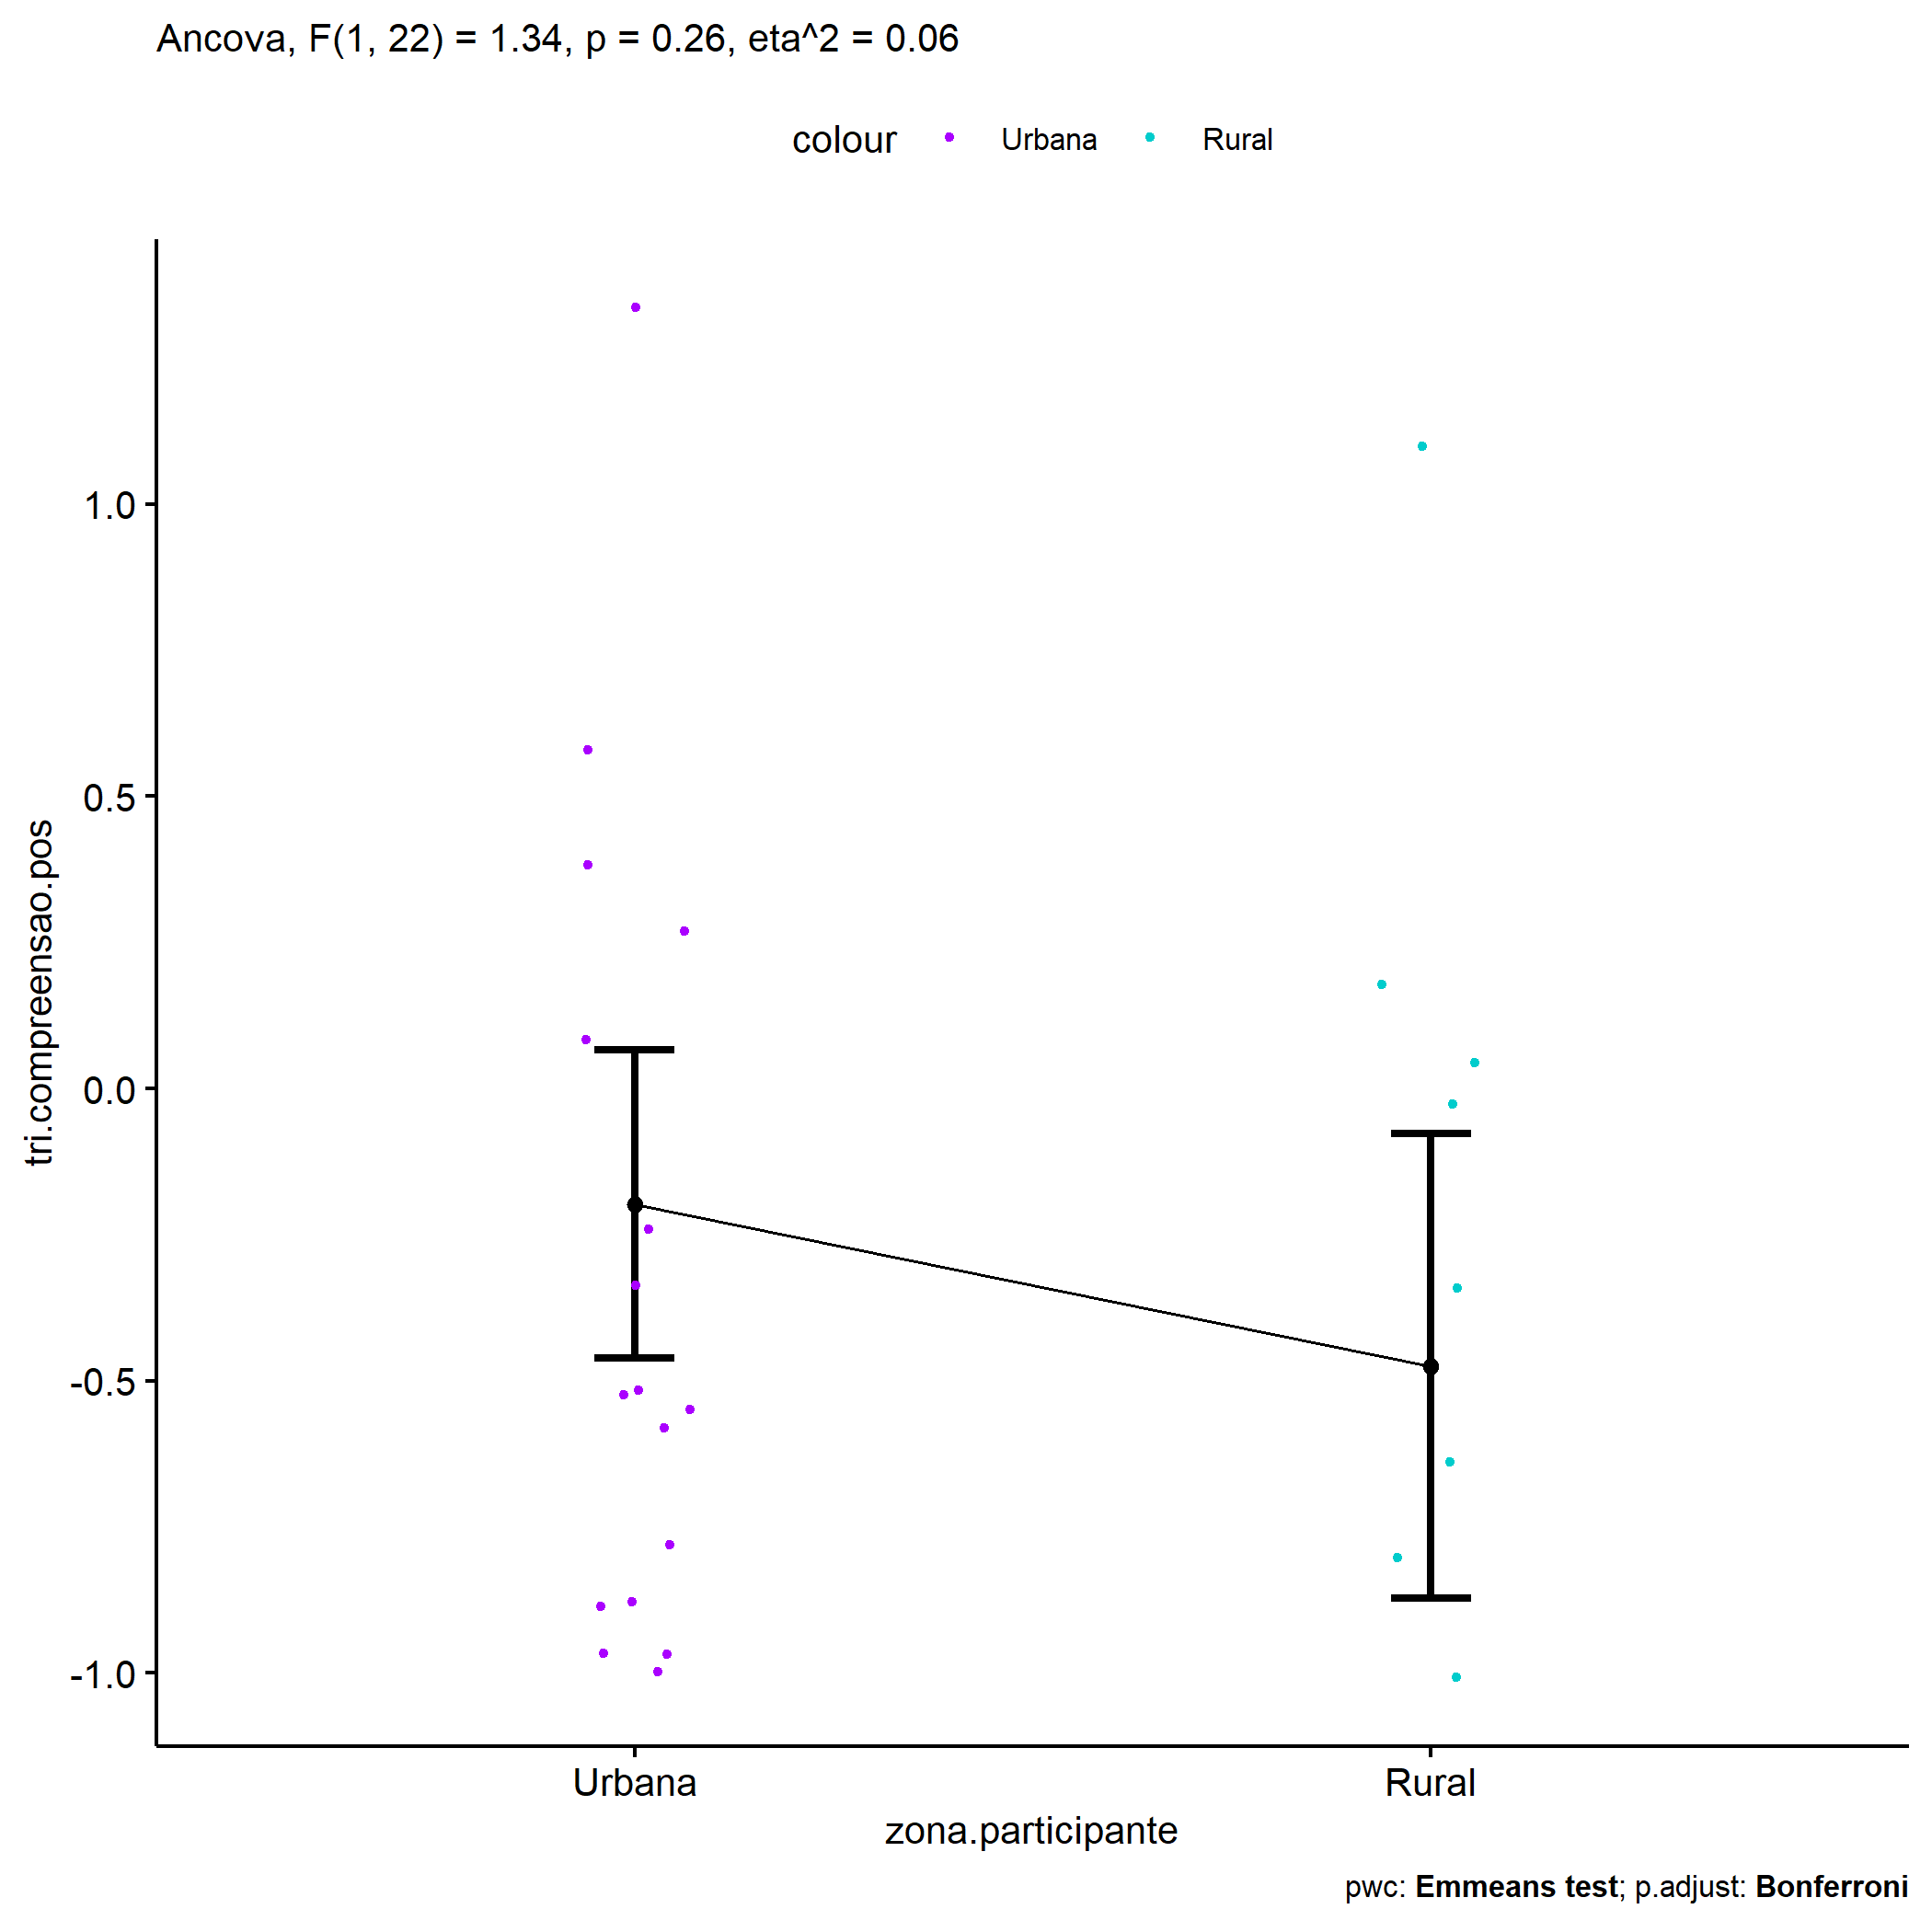 Ancova, F(1, 22) = 1.34, p = 0.26, eta^2 = 0.06
colour Urbana Rural
1.0
0.5
0.0
-0.5
-1.0
tri.compreensao.pos
Urbana Rural
zona.participante
pwc: Emmeans test; p.adjust: Bonferroni